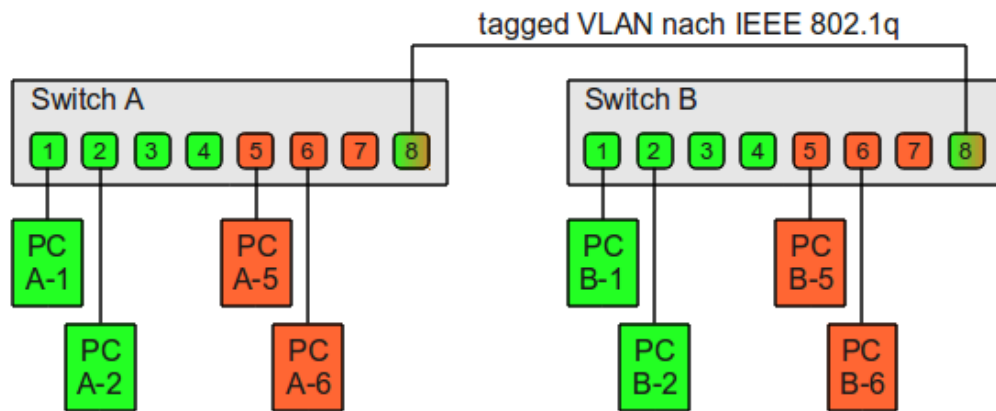 tagged VLAN nach IEEE 802.1q
Switch A
1 2 3 4 5 6 7 8
PC
A-1
PC
A-2
PC
A-5
PC
A-6
Switch B
1 2 3 4 5 6 7 8
PC
B-1
PC
B-2
PC
B-5
PC
B-6